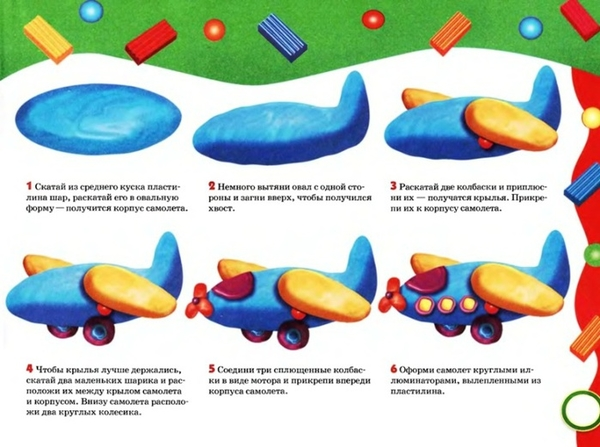 1 Скатай из среднего куска пласти-
лина шар, раскатай его в овальную
форму — получится корпус самолета.
2 Немного вытяни овал с одной сто-
роны и загни вверх, чтобы получился
хвост.
3 Раскатай две колбаски и приплюс-
ни их — получатся крылья. Прикре-
пи их к корпусу самолета.
4 Чтобы крылья лучше держались,
скатай два маленьких шарика и рас-
положи их между крылом самолета
и корпусом. Внизу самолета располо-
жи два круглых колесика.
5 Соедини три сплющенные колбас-
ки в виде мотора и прикрепи впереди
корпуса самолета.
6 Оформи самолет круглыми ил-
люминаторами, вылепленными из
пластилина.